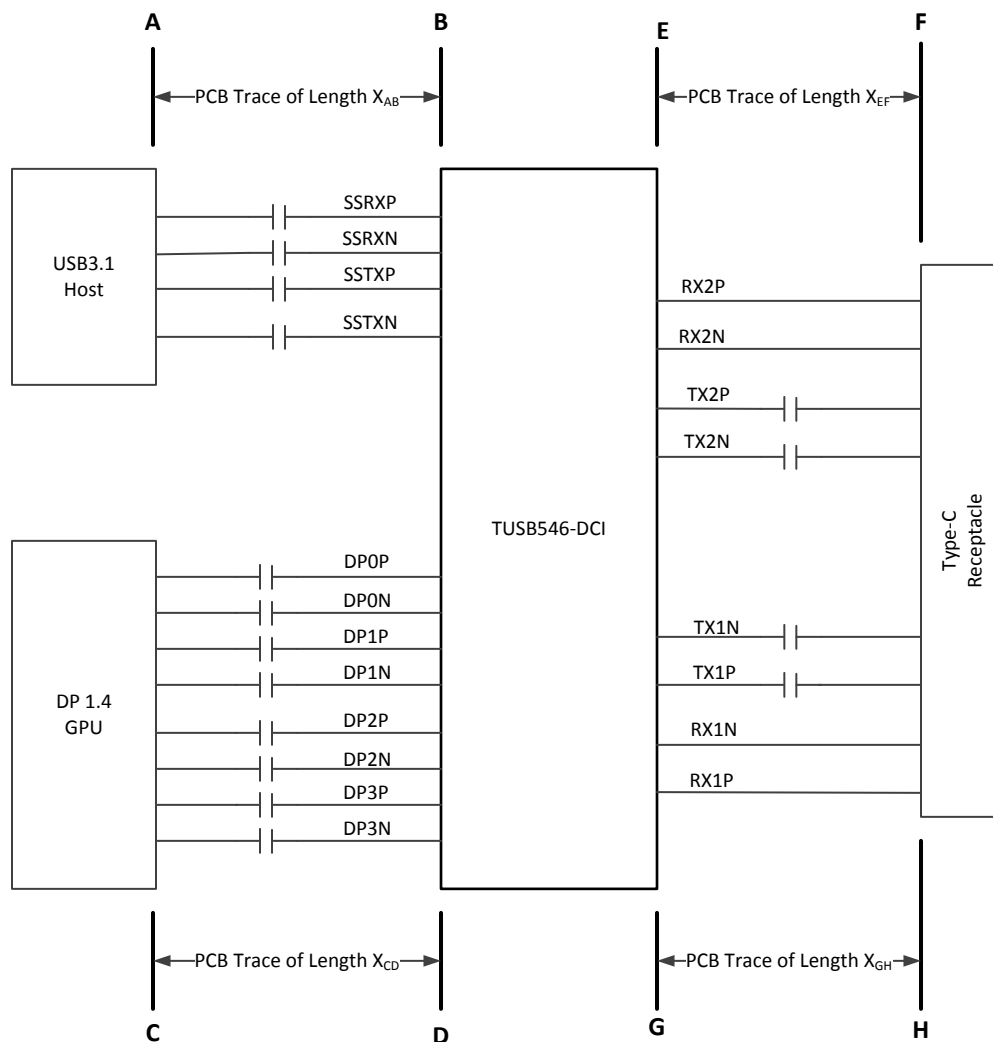 A
B
E
F
PCB Trace of Length XAB
PCB Trace of Length XEF
USB3.1
Host
SSRXP
SSRXN
SSTXP
SSTXN
RX2P
RX2N
TX2P
TX2N
TUSB546-DCI
Type-C
Receptacle
DP 1.4
GPU
DP0P
DP0N
DP1P
DP1N
DP2P
DP2N
DP3P
DP3N
TX1N
TX1P
RX1N
RX1P
PCB Trace of Length XCD
PCB Trace of Length XGH
C
D
G
H